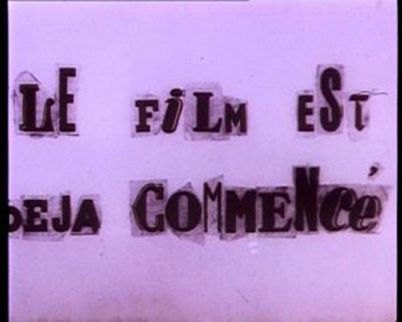 LE FiLM EST
DEJA COMMENCé